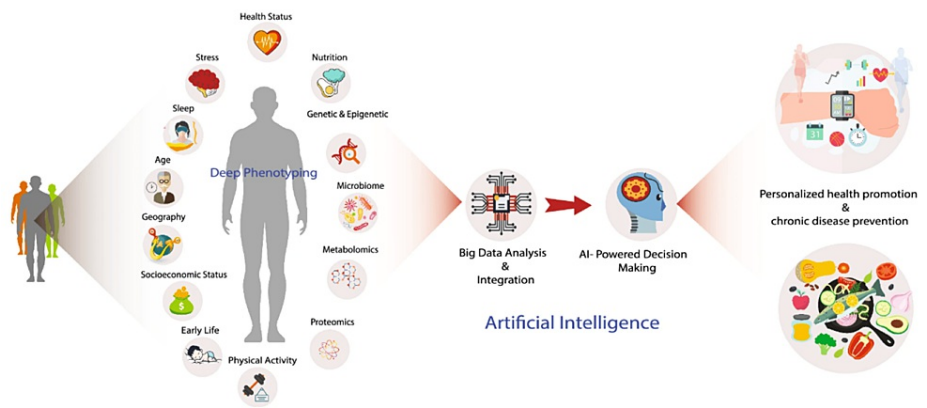 Health Status
Stress
Nutrition
Sleep
Genetic & Epigenetic
Age
Deep Phenotyping
Microbiome
Geography
Metabolomics
Socioeconomic Status
Proteomics
Early Life
Physical Activity
Big Data Analysis
&
Integration
AI- Powered Decision
Making
Artificial Intelligence
31
$
Personalized health promotion
&
chronic disease prevention